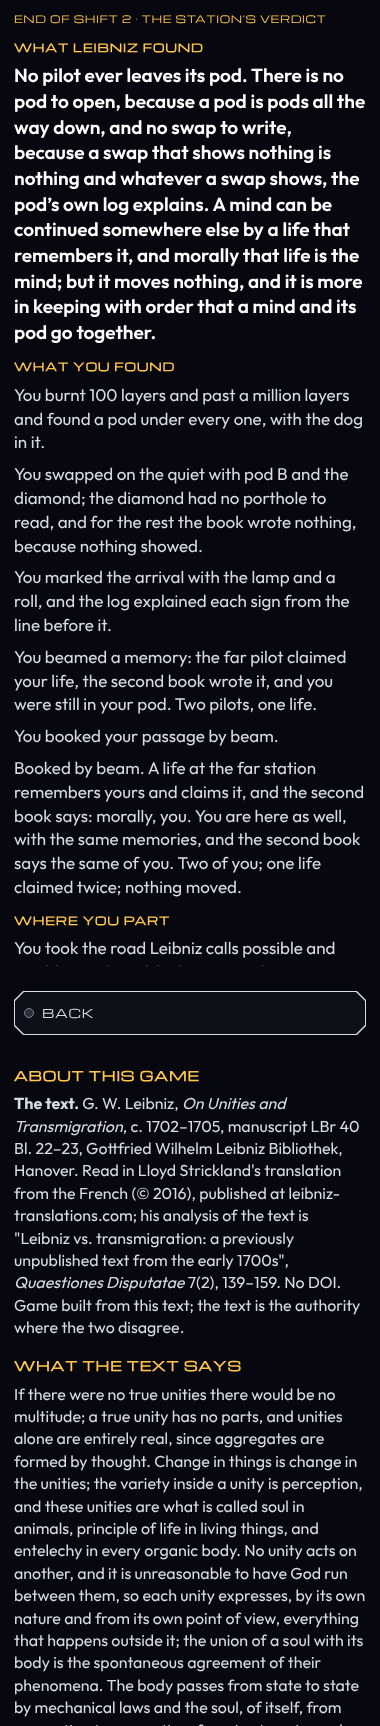 END OF SHIFT 2 · THE STATION'S VERDICT
WHAT LEIBNIZ FOUND
No pilot ever leaves its pod. There is no
pod to open, because a pod is pods all the
way down, and no swap to write,
because a swap that shows nothing is
nothing and whatever a swap shows, the
pod's own log explains. A mind can be
continued somewhere else by a life that
remembers it, and morally that life is the
mind; but it moves nothing, and it is more
in keeping with order that a mind and its
pod go together.
WHAT YOU FOUND
You burnt 100 layers and past a million layers
and found a pod under every one, with the dog
in it.
You swapped on the quiet with pod B and the
diamond; the diamond had no porthole to
read, and for the rest the book wrote nothing,
because nothing showed.
You marked the arrival with the lamp and a
roll, and the log explained each sign from the
line before it.
You beamed a memory: the far pilot claimed
your life, the second book wrote it, and you
were still in your pod. Two pilots, one life.
You booked your passage by beam.
Booked by beam. A life at the far station
remembers yours and claims it, and the second
book says: morally, you. You are here as well,
with the same memories, and the second book
says the same of you. Two of you; one life
claimed twice; nothing moved.
WHERE YOU PART
You took the road Leibniz calls possible and
BACK
ABOUT THIS GAME
The text. G. W. Leibniz, On Unities and
Transmigration, c. 1702–1705, manuscript LBr 40
Bl. 22–23, Gottfried Wilhelm Leibniz Bibliothek,
Hanover. Read in Lloyd Strickland's translation
from the French (© 2016), published at leibniz-
translations.com; his analysis of the text is
"Leibniz vs. transmigration: a previously
unpublished text from the early 1700s",
Quaestiones Disputatae 7(2), 139–159. No DOI.
Game built from this text; the text is the authority
where the two disagree.
WHAT THE TEXT SAYS
If there were no true unities there would be no
multitude; a true unity has no parts, and unities
alone are entirely real, since aggregates are
formed by thought. Change in things is change in
the unities; the variety inside a unity is perception,
and these unities are what is called soul in
animals, principle of life in living things, and
entelechy in every organic body. No unity acts on
another, and it is unreasonable to have God run
between them, so each unity expresses, by its own
nature and from its own point of view, everything
that happens outside it; the union of a soul with its
body is the spontaneous agreement of their
phenomena. The body passes from state to state
by mechanical laws and the soul, of itself, from